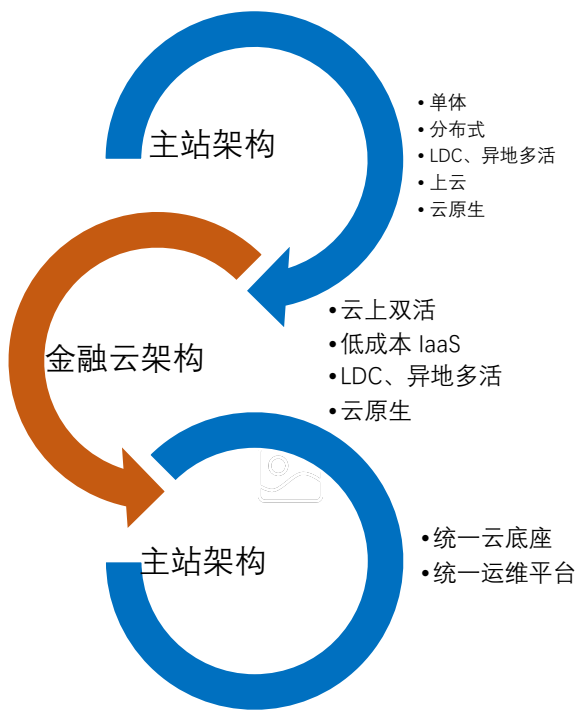 主站架构
• 单体
• 分布式
• LDC、异地多活
• 上云
• 云原生
金融云架构
•云上双活
•低成本 IaaS
•LDC、异地多活
•云原生
主站架构
•统一云底座
•统一运维平台